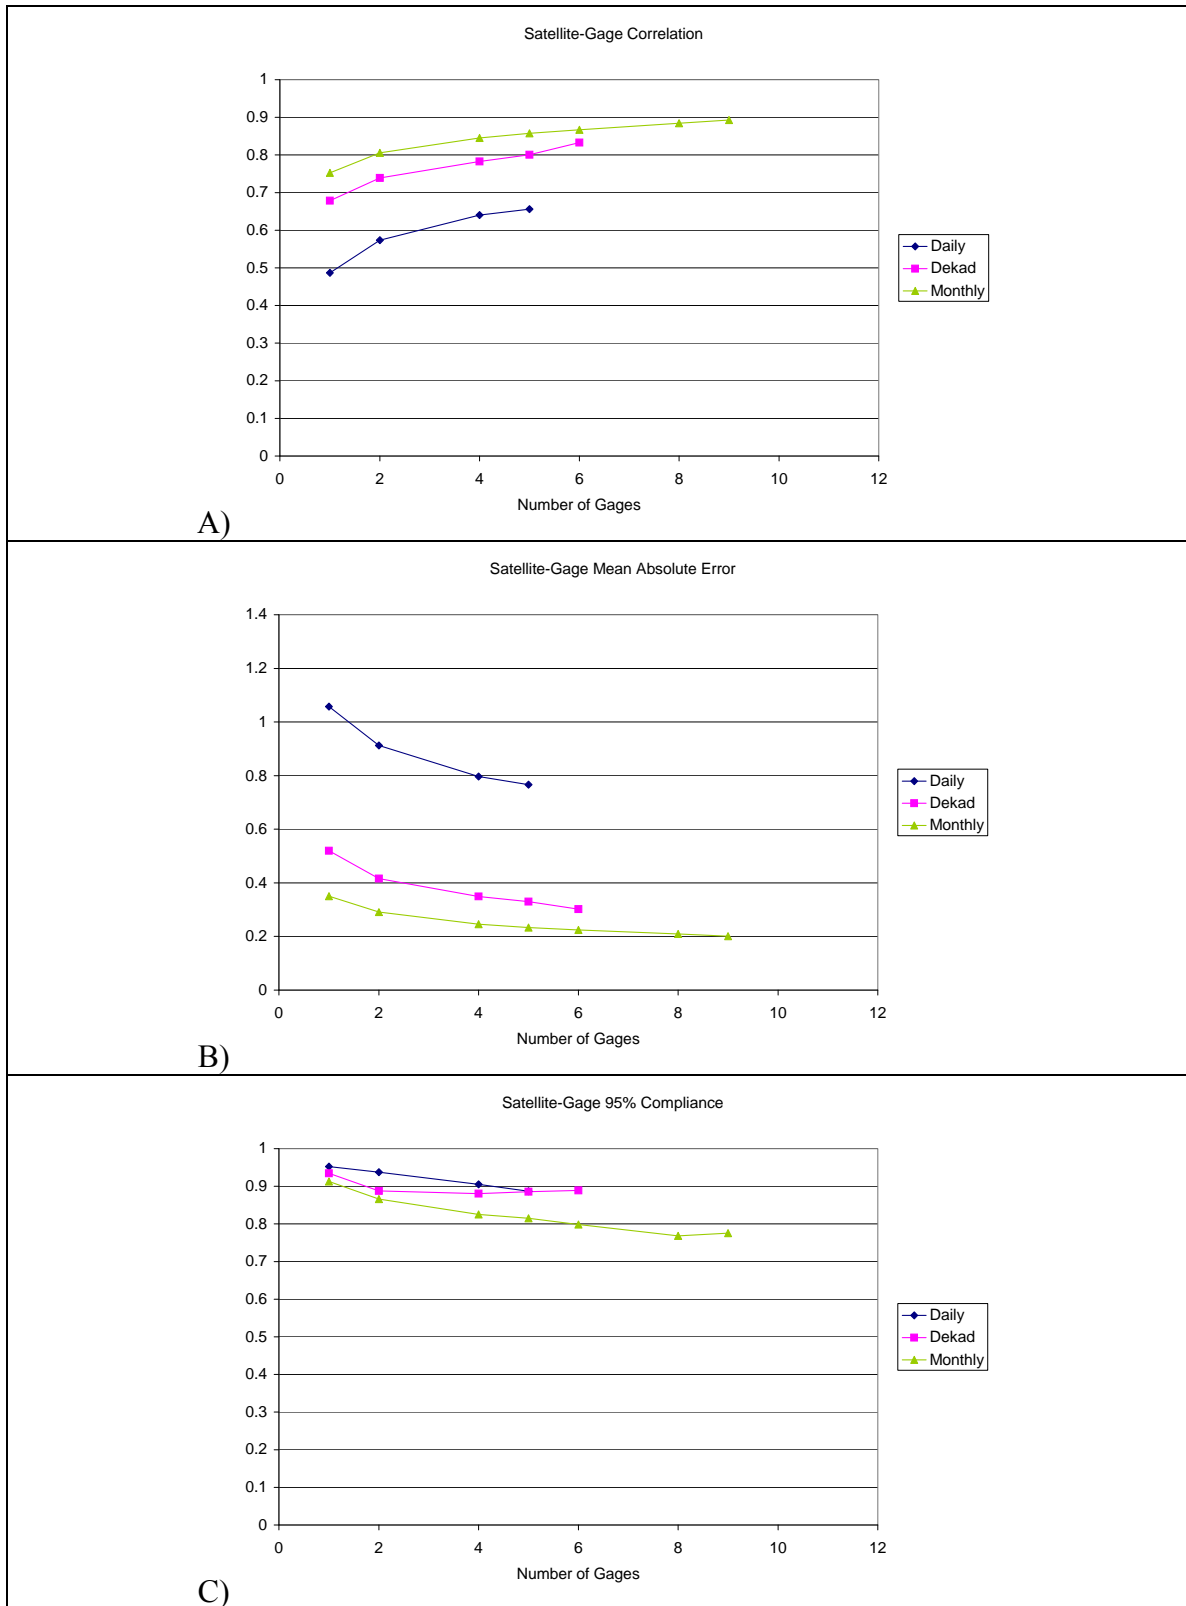 Satellite-Gage Correlation
1
0.9
0.8
0.7
0.6
0.5
0.4
0.3
0.2
0.1
0
0 2 4 6 8 10 12
Number of Gages
Daily
Dekad
Monthly
A)
Satellite-Gage Mean Absolute Error
1.4
1.2
1
0.8
0.6
0.4
0.2
0
0 2 4 6 8 10 12
Number of Gages
Daily
Dekad
Monthly
B)
Satellite-Gage 95% Compliance
1
0.9
0.8
0.7
0.6
0.5
0.4
0.3
0.2
0.1
0
0 2 4 6 8 10 12
Number of Gages
Daily
Dekad
Monthly
C)